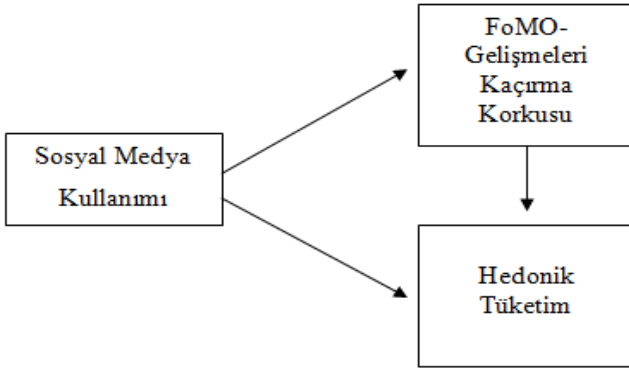 FoMO-
Gelişmeleri
Kaçırma
Korkusu
Sosyal Medya
Kullanımı
Hedonik
Tüketim